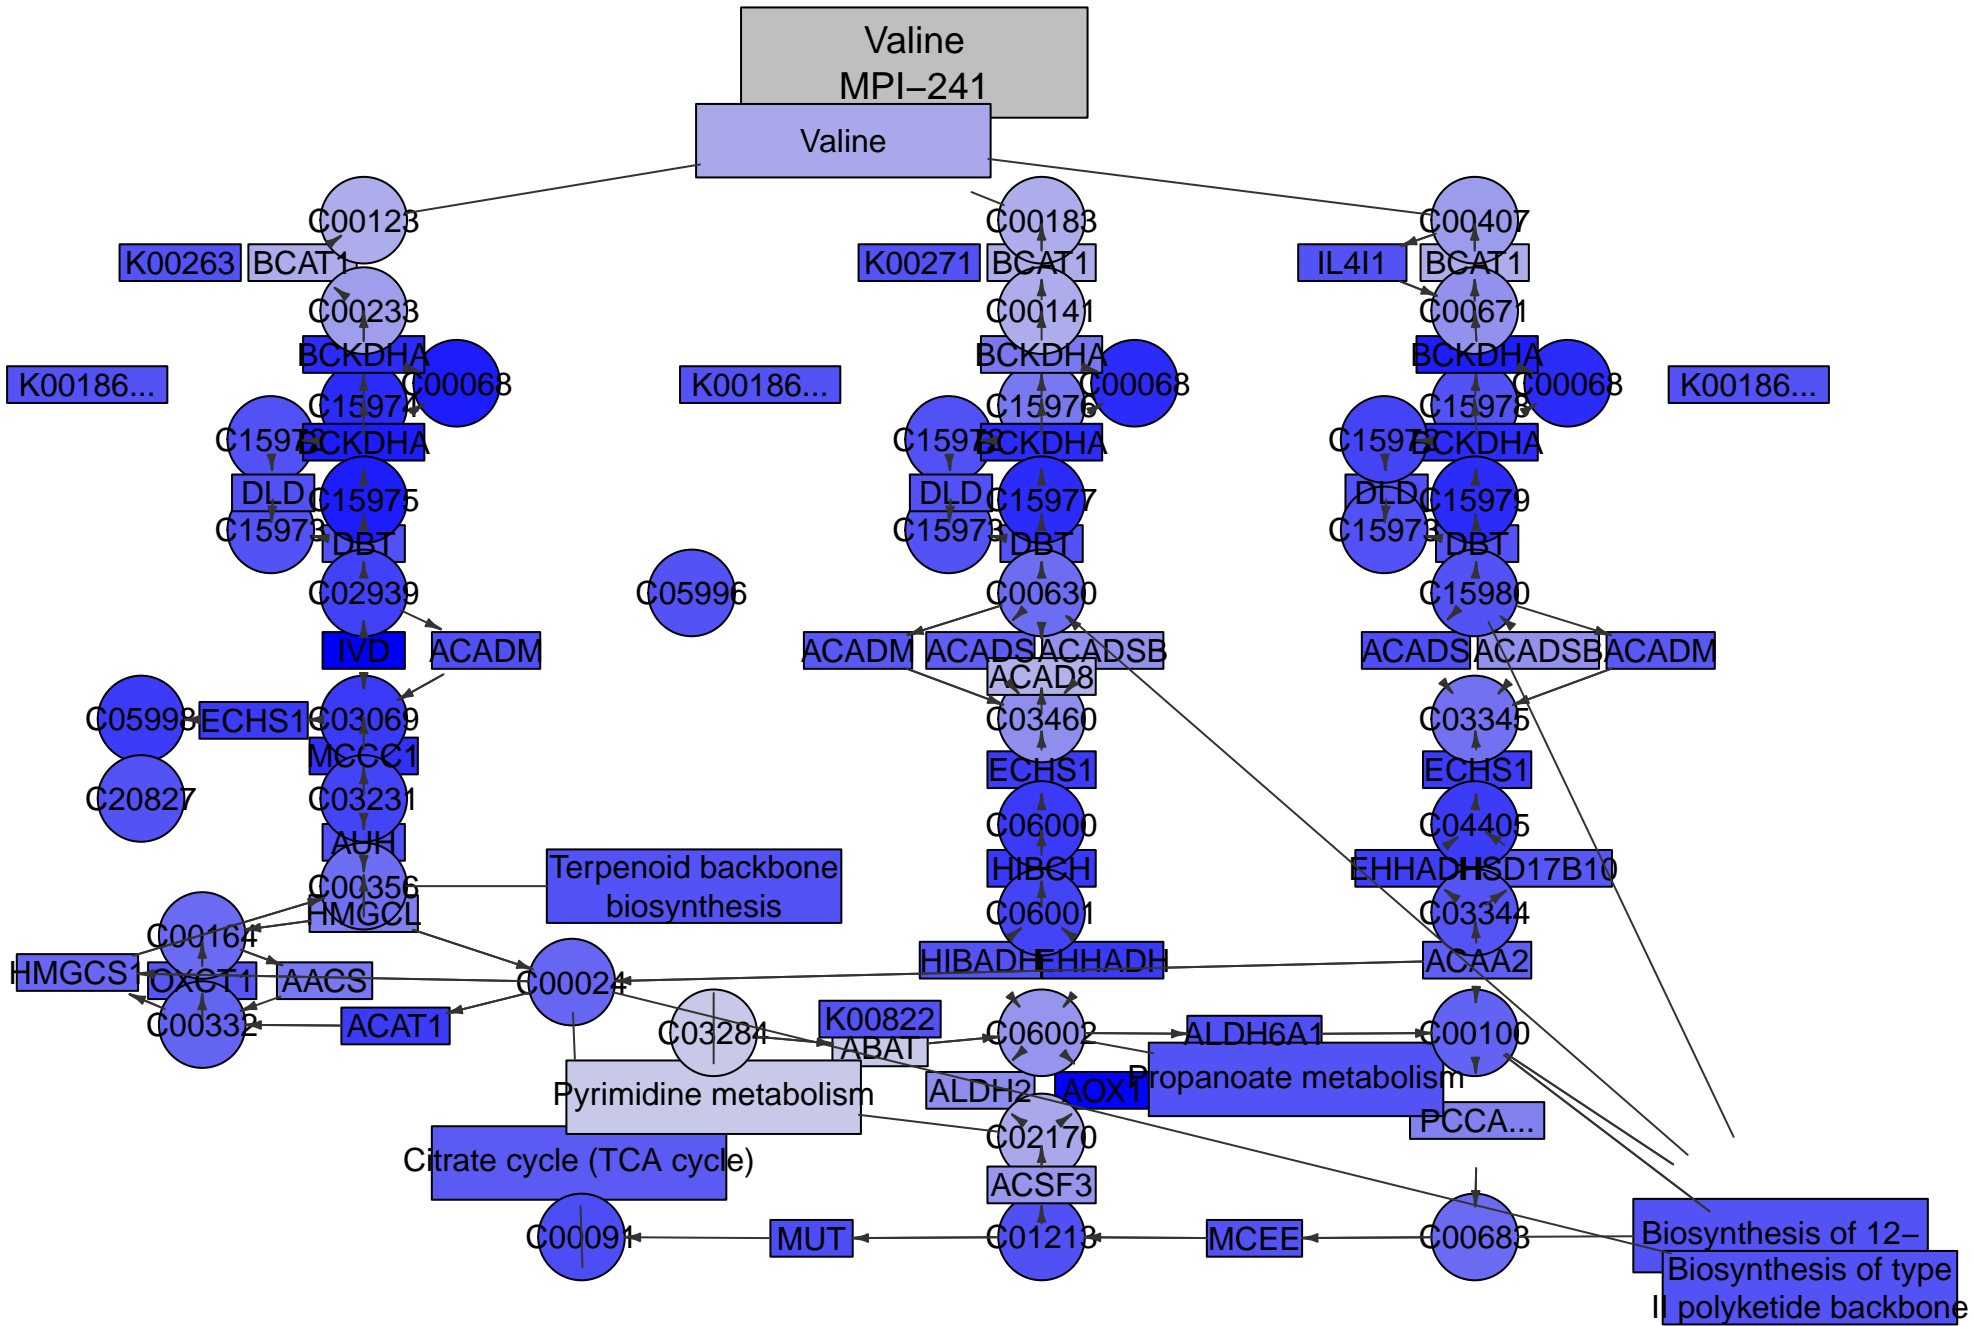 Valine
MPI−241
Valine
C00123
C00183
C00407
K00263
BCAT1
K00271
BCAT1
IL4I1
BCAT1
C00233
C00141
C00671
BCKDHA
BCKDHA
BCKDHA
K00186...
C00068
K00186...
C00068
C00068
K00186...
C15974
C15976
C15978
C15972
BCKDHA
C15972
BCKDHA
C15972
BCKDHA
DLD
C15975
DLD
C15977
DLD
C15979
C15973
DBT
C15973
DBT
C15973
DBT
C02939
C05996
C00630
C15980
IVD
ACADM
ACADM
ACADS
ACADSB
ACADS
ACADSB
ACADM
ACAD8
C05998
ECHS1
C03069
C03460
C03345
MCCC1
ECHS1
ECHS1
C20827
C03231
C06000
C04405
AUH
Terpenoid backbone
biosynthesis
HIBCH
EHHADH
HSD17B10
C00356
HMGCL
C06001
C03344
C00164
HMGCS1
OXCT1
AACS
C00024
HIBADH
EHHADH
ACAA2
C00332
ACAT1
C03284
K00822
ABAT
C06002
ALDH6A1
C00100
Pyrimidine metabolism
ALDH2
AOX1
Propanoate metabolism
PCCA...
C02170
Citrate cycle (TCA cycle)
ACSF3
C00091
MUT
C01213
MCEE
C00683
Biosynthesis of 12−
Biosynthesis of type
II polyketide backbone